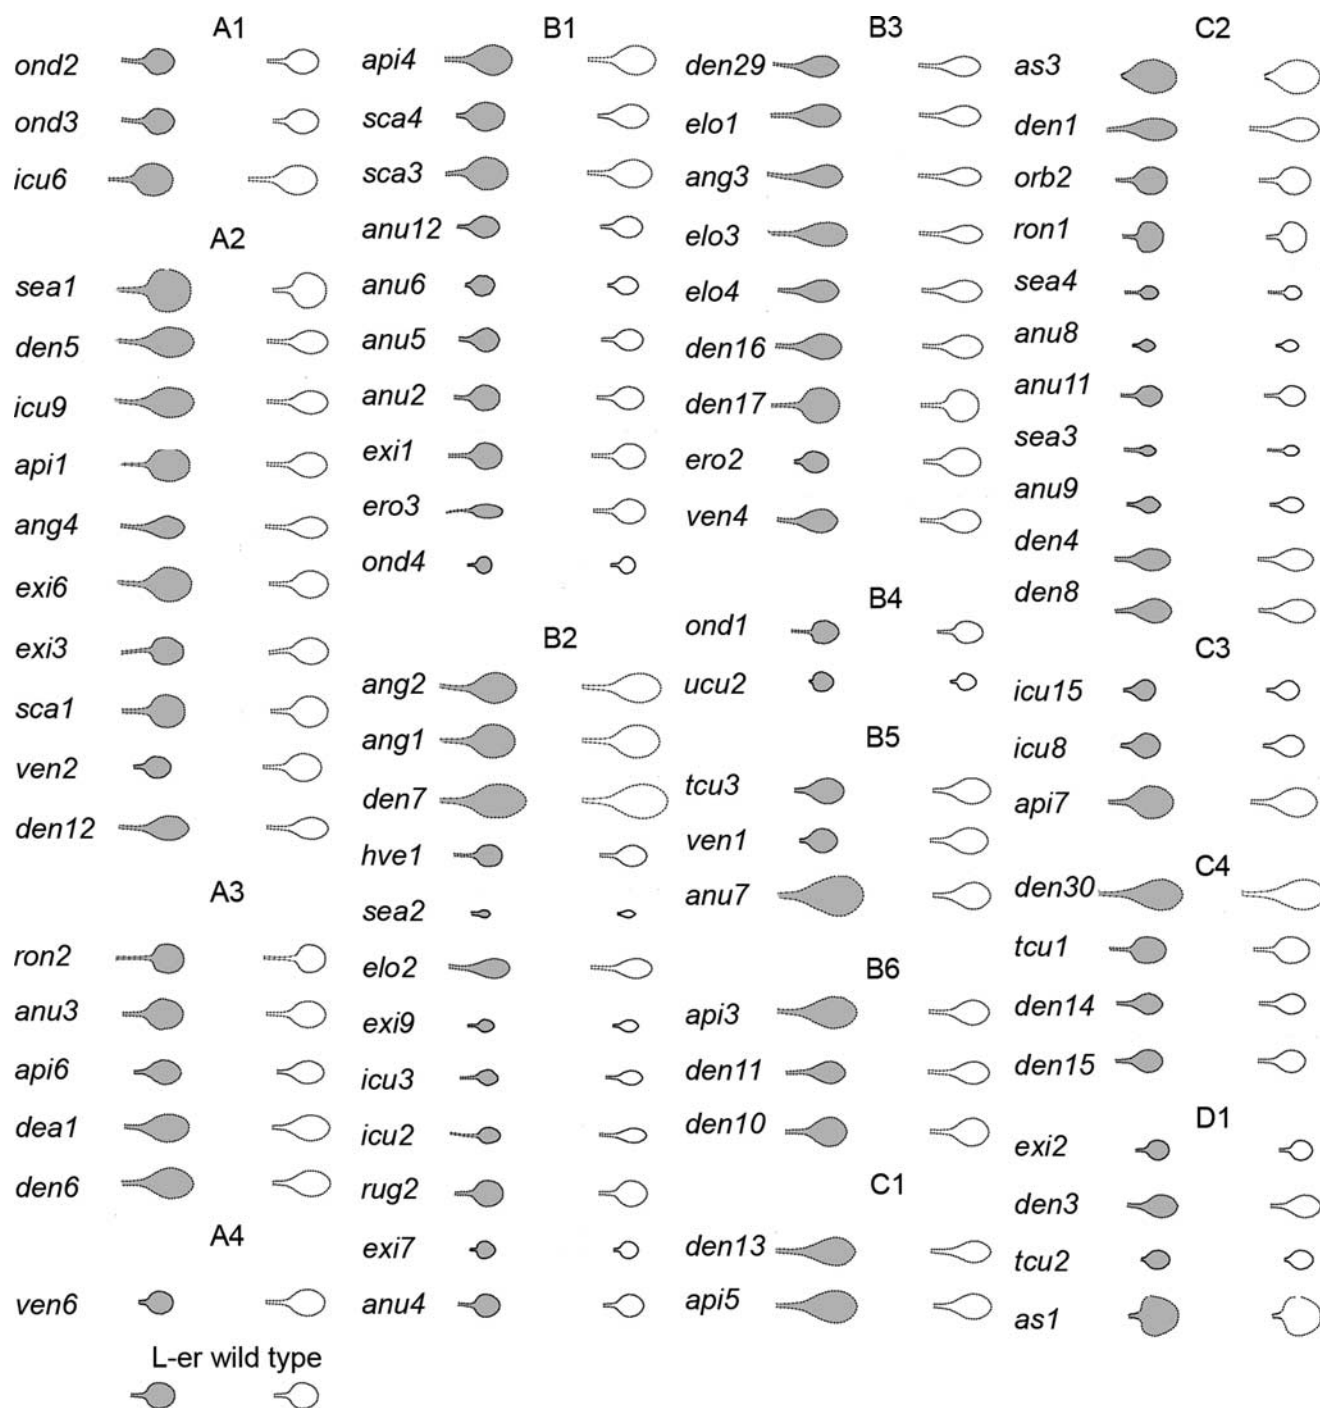 A1
ond2
ond3
icu6
A2
sea1
den5
icu9
api1
ang4
exi6
exi3
sca1
ven2
den12
A3
ron2
anu3
api6
dea1
den6
A4
ven6
L-er wild type
B1
api4
sca4
sca3
anu12
anu6
anu5
anu2
exi1
ero3
ond4
B2
ang2
ang1
den7
hve1
sea2
elo2
exi9
icu3
icu2
rug2
exi7
anu4
B3
den29
elo1
ang3
elo3
elo4
den16
den17
ero2
ven4
B4
ond1
ucu2
B5
tcu3
ven1
anu7
B6
api3
den11
den10
C1
den13
api5
C2
as3
den1
orb2
ron1
sea4
anu8
anu11
sea3
anu9
den4
den8
C3
icu15
icu8
api7
C4
den30
tcu1
den14
den15
D1
exi2
den3
tcu2
as1